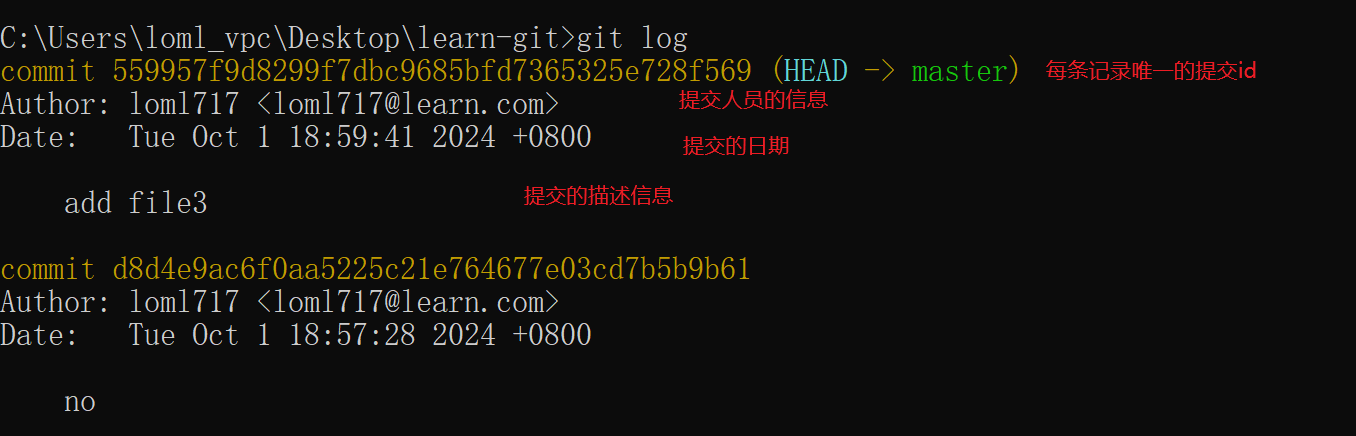 C:\Users\loml_vpc\Desktop\learn-git>git log
commit 559957f9d8299f7dbc9685bfd7365325e728f569 (HEAD -> master) 每条记录唯一的提交id
Author: loml717 <loml717@learn.com> 提交人员的信息
Date:   Tue Oct 1 18:59:41 2024 +0800 提交的日期
add file3 提交的描述信息
commit d8d4e9ac6f0aa5225c21e764677e03cd7b5b9b61
Author: loml717 <loml717@learn.com>
Date:   Tue Oct 1 18:57:28 2024 +0800
no